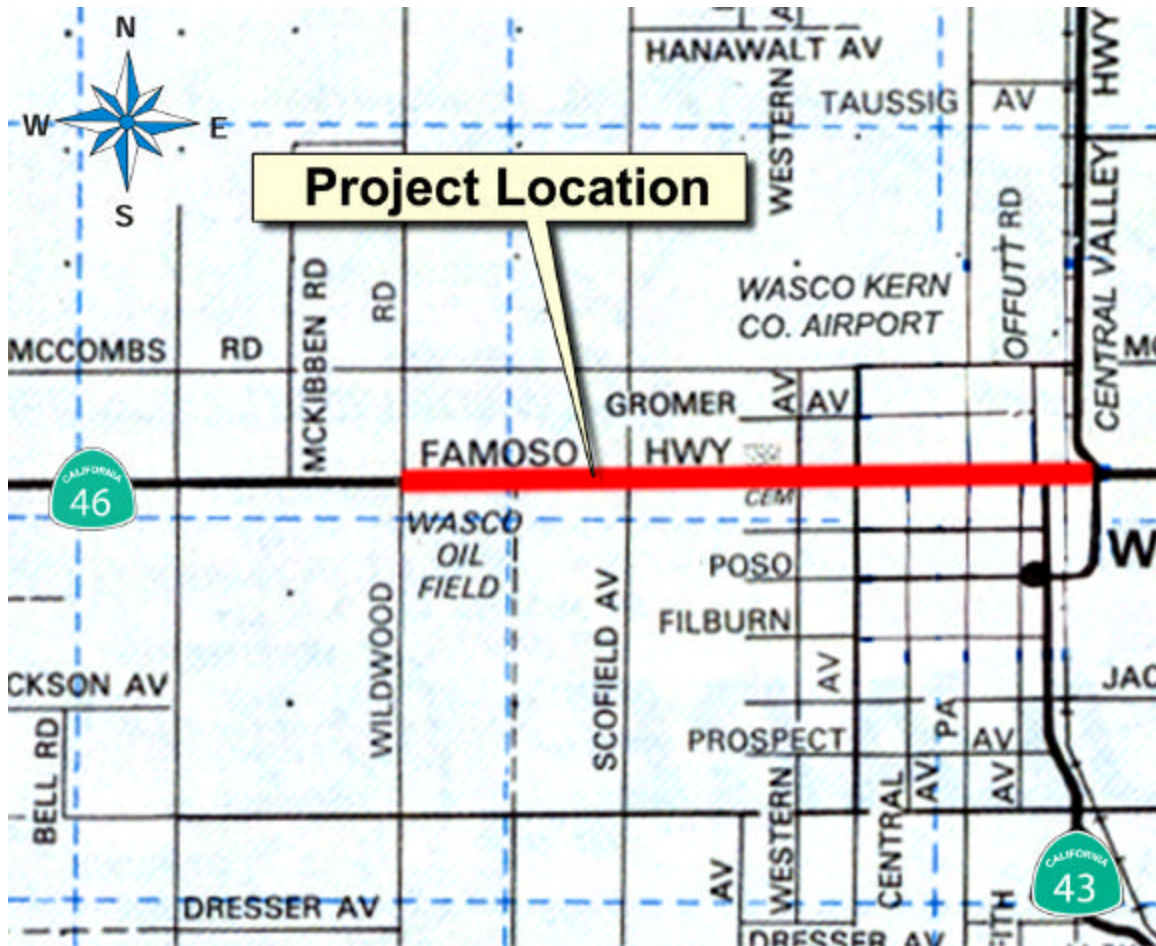 N
W
E
S
Project Location
HANAWALT AV
TAUSSIG AV
WESTERN
HWY
CENTRAL VALLEY
OFFUTT RD
WASCO KERN
CO. AIRPORT
MCKIBBEN RD
RD
MCCOMBS RD
GROMER AV
AV
FAMOSO HWY
CALIFORNIA
46
CEM
WASCO
OIL
FIELD
POSO
W
FILBURN
SCOFIELD AV
WILDWOOD
AV
CKSON AV
JAC
PA
PROSPECT AV
BELL RD
AV
AV
WESTERN
CENTRAL
AV
CALIFORNIA
43
DRESSER AV
DRESSER AV